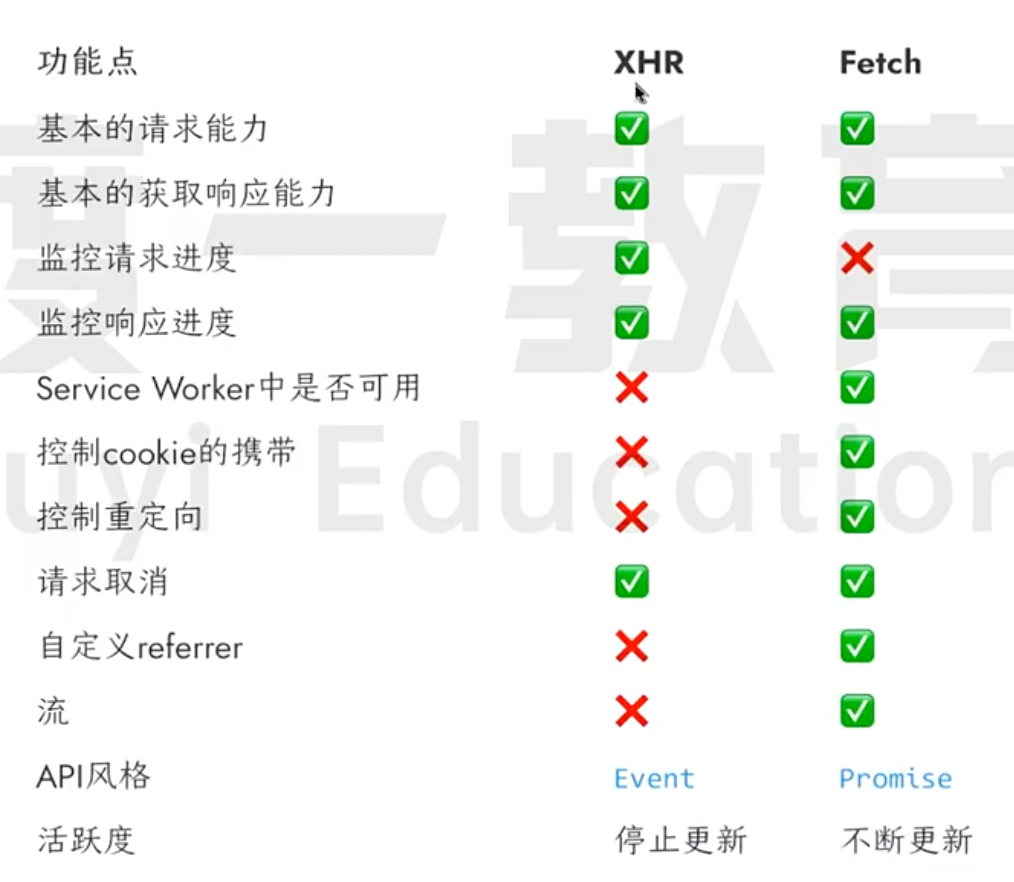 功能点 XHR Fetch
基本的请求能力 ✅ ✅
基本的获取响应能力 ✅ ✅
监控请求进度 ✅ ❌
监控响应进度 ✅ ✅
Service Worker中是否可用 ❌ ✅
控制cookie的携带 ❌ ✅
控制重定向 ❌ ✅
请求取消 ✅ ✅
自定义referrer ❌ ✅
流 ❌ ✅
API风格 Event Promise
活跃度 停止更新 不断更新
度一教育
uyi Education